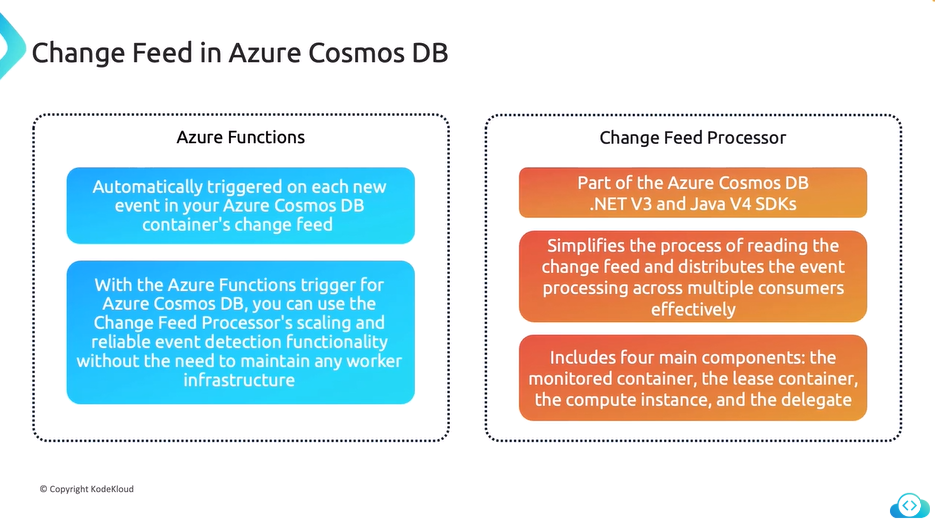 Change Feed in Azure Cosmos DB
Azure Functions
Automatically triggered on each new
event in your Azure Cosmos DB
container's change feed
With the Azure Functions trigger for
Azure Cosmos DB, you can use the
Change Feed Processor's scaling and
reliable event detection functionality
without the need to maintain any worker
infrastructure
Change Feed Processor
Part of the Azure Cosmos DB
.NET V3 and Java V4 SDKs
Simplifies the process of reading the
change feed and distributes the event
processing across multiple consumers
effectively
Includes four main components: the
monitored container, the lease container,
the compute instance, and the delegate
© Copyright KodeKloud